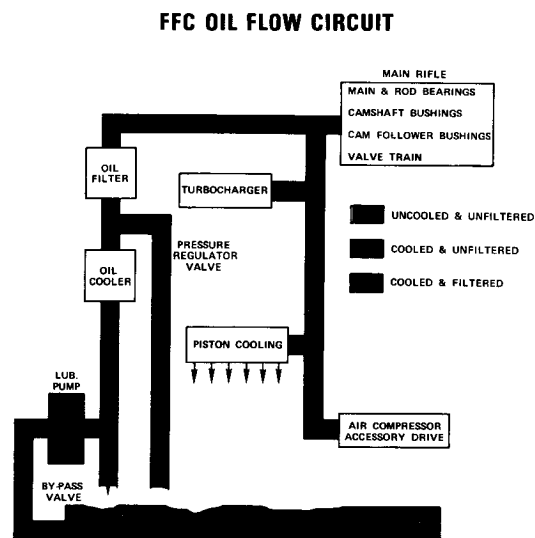 FFC OIL FLOW CIRCUIT
MAIN RIFLE
MAIN & ROD BEARINGS
CAMSHAFT BUSHINGS
CAM FOLLOWER BUSHINGS
VALVE TRAIN
OIL
FILTER
TURBOCHARGER
UNCOOLED & UNFILTERED
COOLED & UNFILTERED
COOLED & FILTERED
PRESSURE
REGULATOR
VALVE
OIL
COOLER
PISTON COOLING
LUB.
PUMP
AIR COMPRESSOR
ACCESSORY DRIVE
BY-PASS
VALVE